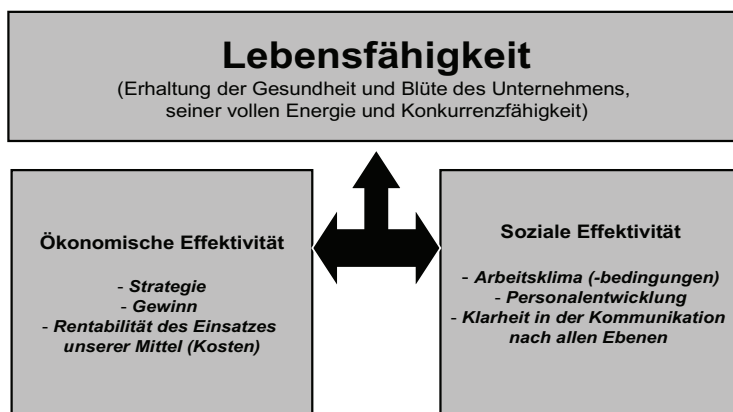 Lebensfähigkeit
(Erhaltung der Gesundheit und Blüte des Unternehmens,
seiner vollen Energie und Konkurrenzfähigkeit)
Ökonomische Effektivität
- Strategie
- Gewinn
- Rentabilität des Einsatzes
unserer Mittel (Kosten)
Soziale Effektivität
- Arbeitsklima (-bedingungen)
- Personalentwicklung
- Klarheit in der Kommunikation
nach allen Ebenen